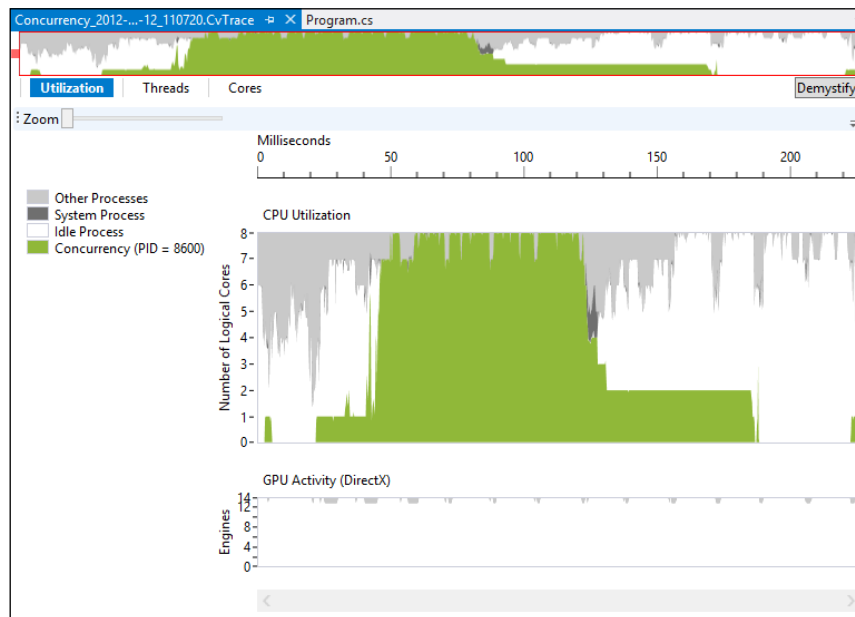 Concurrency_2012-...-12_110720.CvTrace Program.cs
Utilization Threads Cores Demystify
Zoom
Milliseconds
0 50 100 150 200
Other Processes
System Process
Idle Process
Concurrency (PID = 8600)
CPU Utilization
8
7
6
5
4
3
2
1
0
Number of Logical Cores
GPU Activity (DirectX)
14
12
8
4
0
Engines